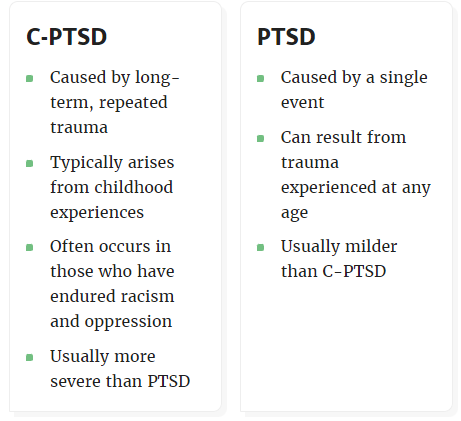 C-PTSD
Caused by long-
term, repeated
trauma
Typically arises
from childhood
experiences
Often occurs in
those who have
endured racism
and oppression
Usually more
severe than PTSD
PTSD
Caused by a single
event
Can result from
trauma
experienced at any
age
Usually milder
than C-PTSD